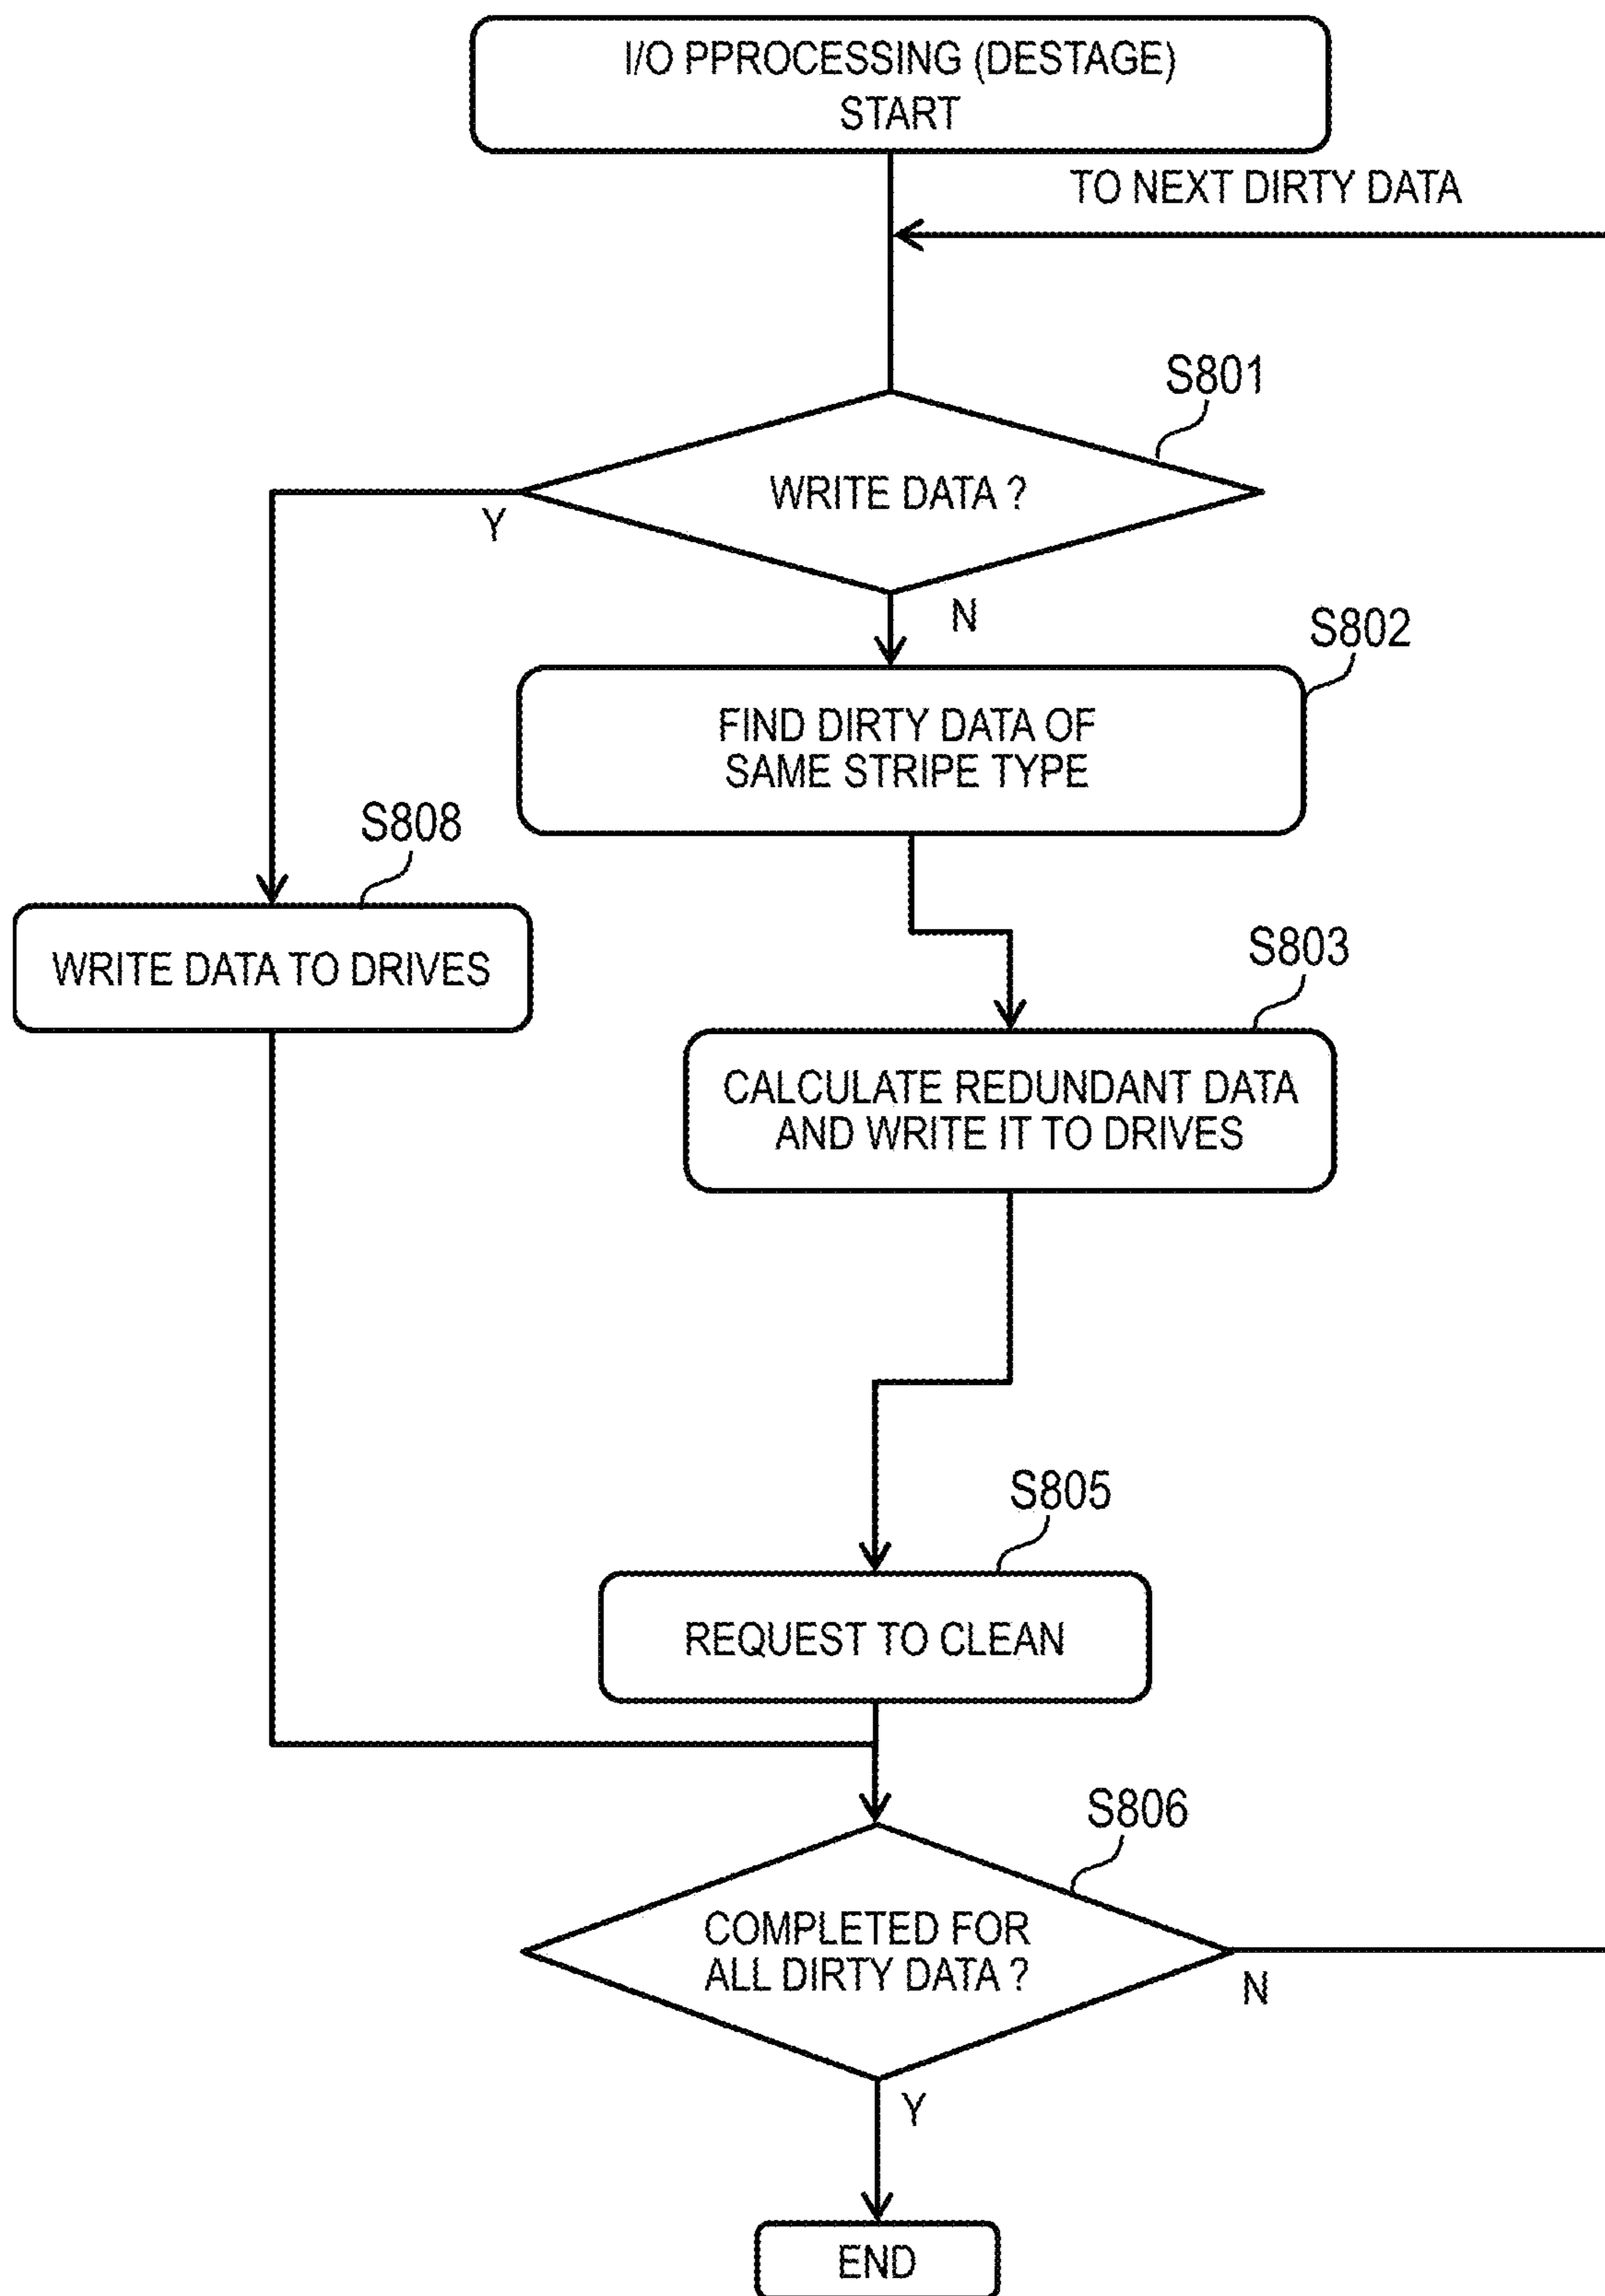 I/O PPROCESSING (DESTAGE)
START
TO NEXT DIRTY DATA
S801
WRITE DATA ?
Y
N
S802
FIND DIRTY DATA OF
SAME STRIPE TYPE
S808
WRITE DATA TO DRIVES
S803
CALCULATE REDUNDANT DATA
AND WRITE IT TO DRIVES
S805
REQUEST TO CLEAN
S806
COMPLETED FOR
ALL DIRTY DATA ?
N
Y
END